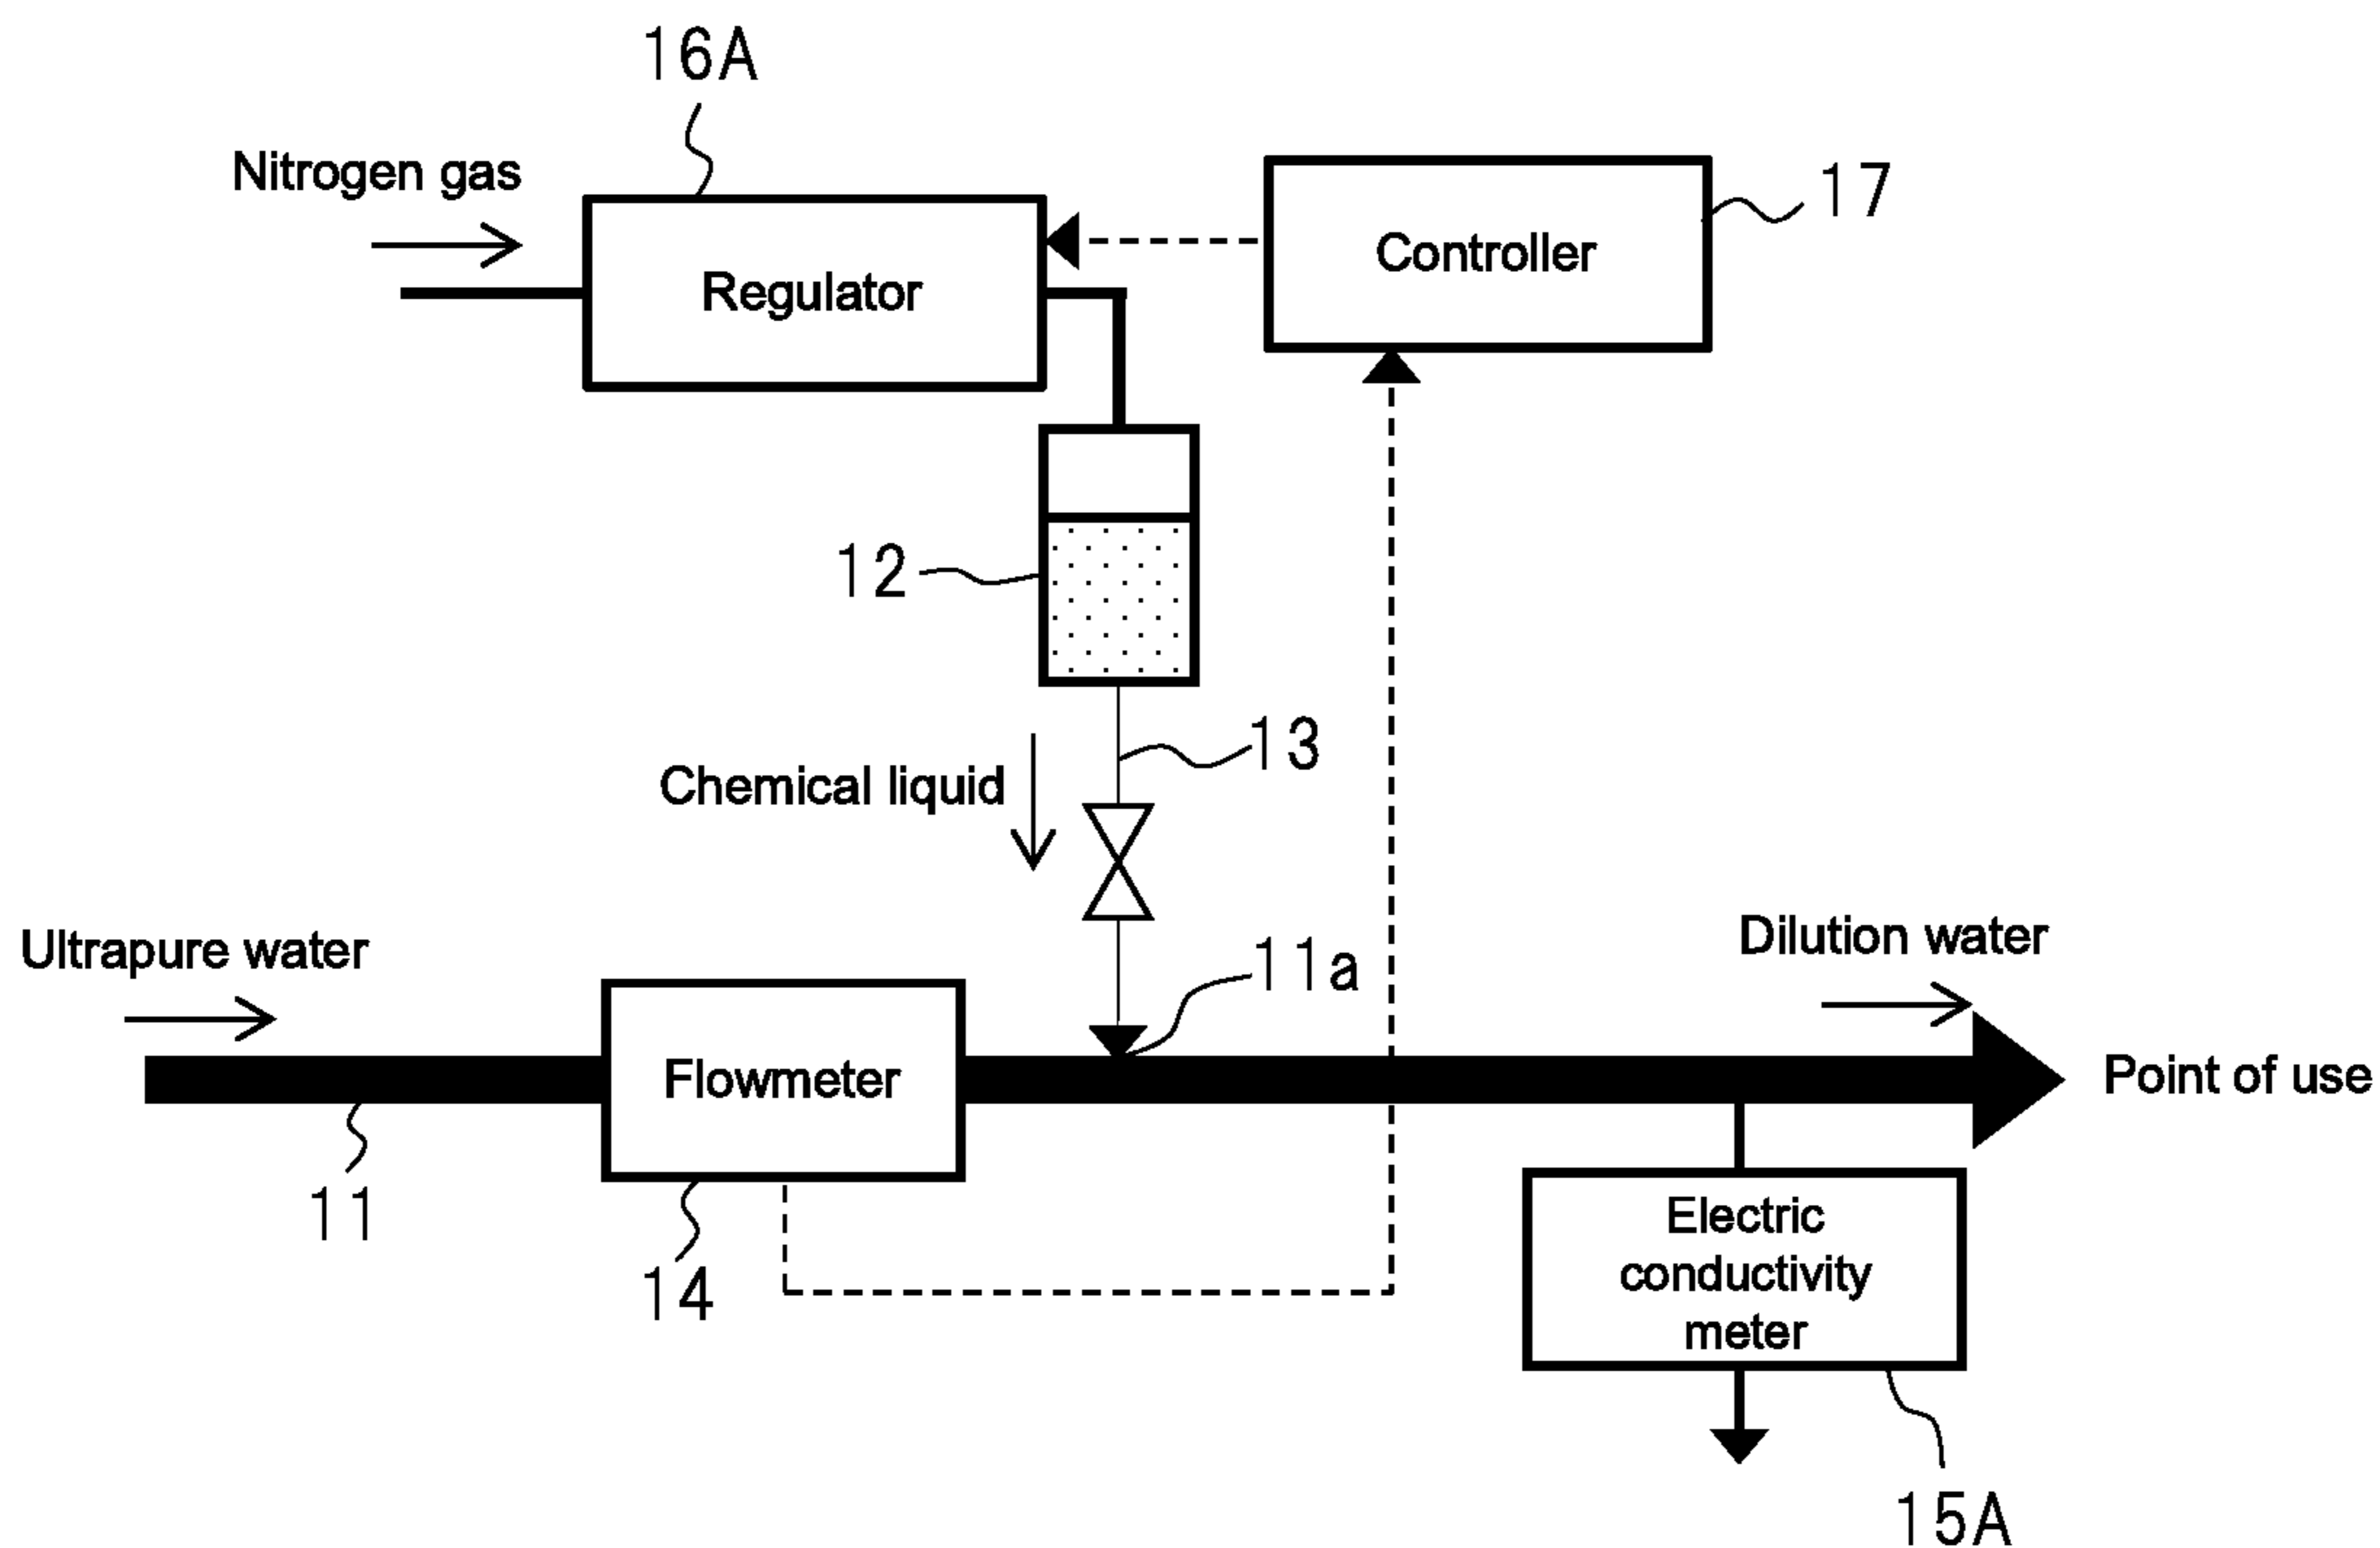 16A
Nitrogen gas
Regulator
Controller
17
12
13
Chemical liquid
Ultrapure water
11a
Dilution water
Flowmeter
Point of use
11
14
Electric
conductivity
meter
15A